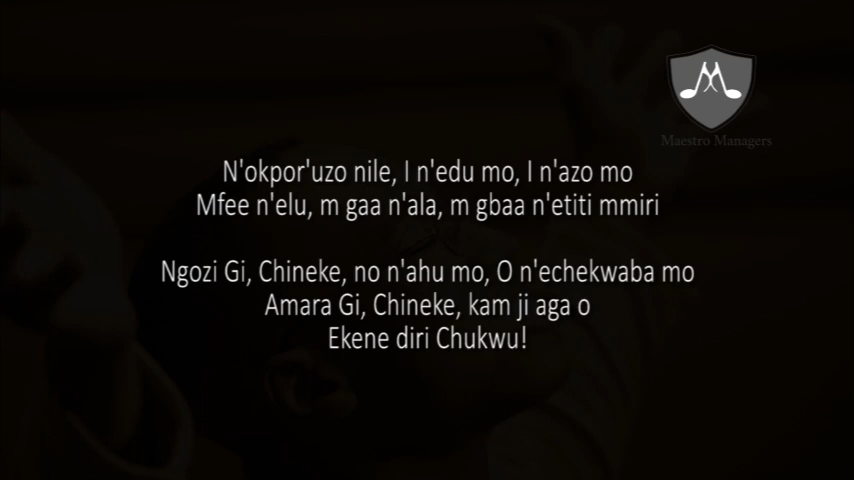 Maestro Managers
N'okpor'uzo nile, I n'edu mo, I n'azo mo
Mfee n'elu, m gaa n'ala, m gbaa n'etiti mmiri
Ngozi Gi, Chineke, no n'ahu mo, O n'echekwaba mo
Amara Gi, Chineke, kam ji aga o
Ekene diri Chukwu!